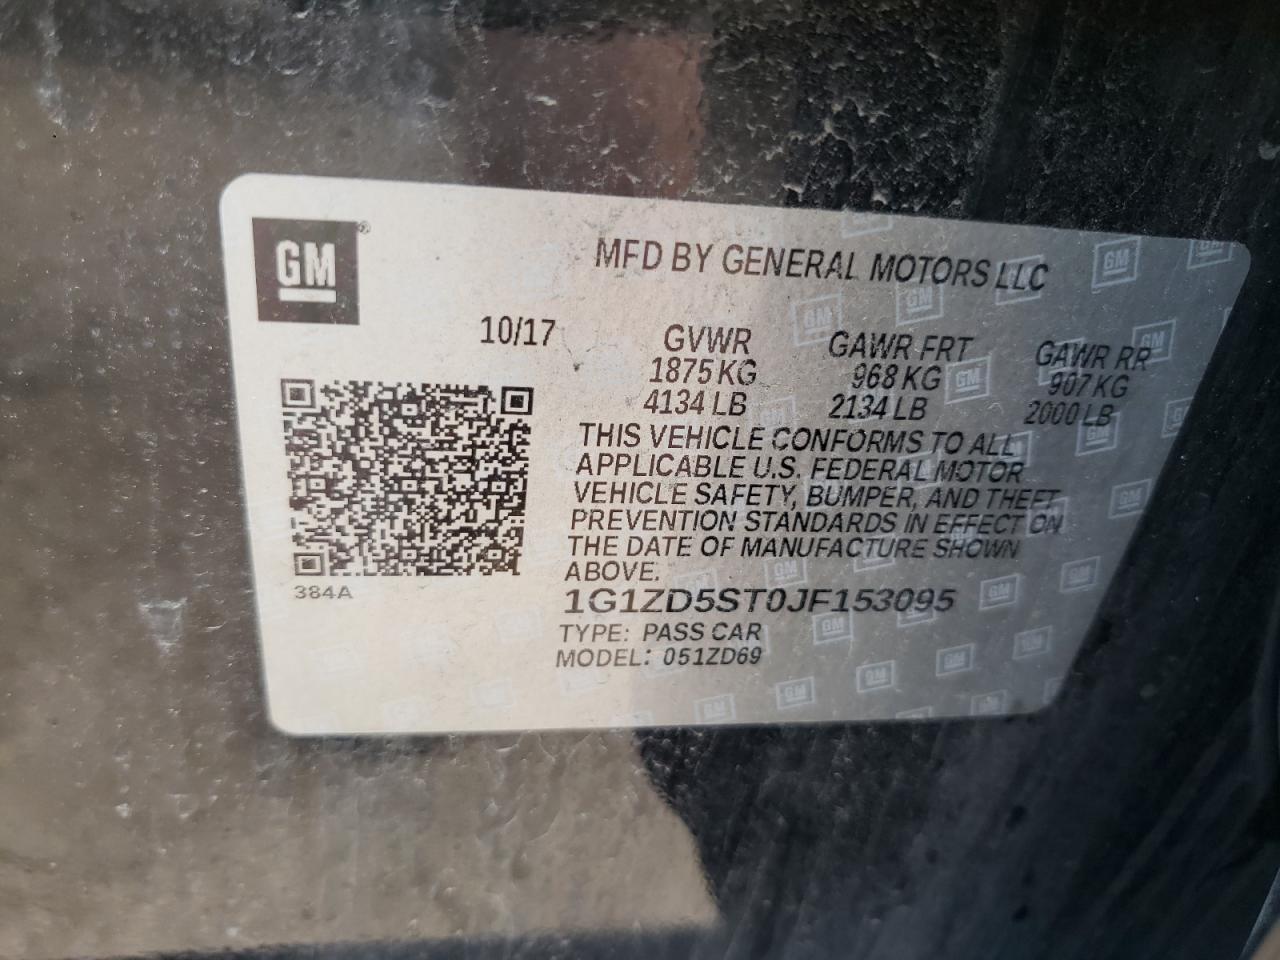 GM®
MFD BY GENERAL MOTORS LLC
10/17
GVWR GAWR FRT GAWR RR
1875 KG 968 KG 907 KG
4134 LB 2134 LB 2000 LB
THIS VEHICLE CONFORMS TO ALL
APPLICABLE U.S. FEDERAL MOTOR
VEHICLE SAFETY, BUMPER, AND THEFT
PREVENTION STANDARDS IN EFFECT ON
THE DATE OF MANUFACTURE SHOWN
ABOVE.
384A
1G1ZD5ST0JF153095
TYPE: PASS CAR
MODEL: 051ZD69